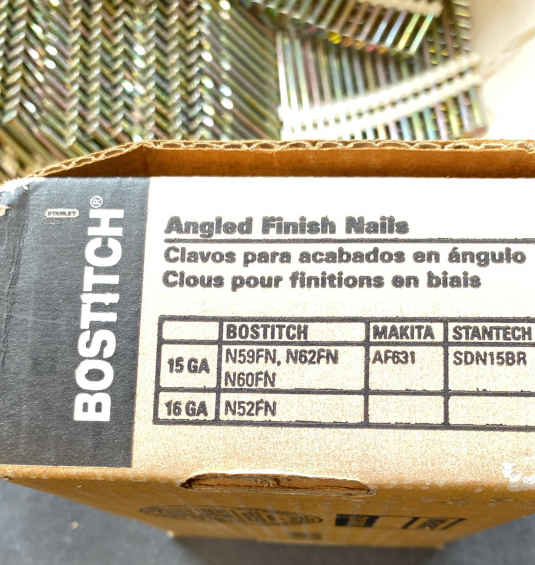 STANLEY
BOSTITCH®
Angled Finish Nails
Clavos para acabados en ángulo
Clous pour finitions en biais
BOSTITCH MAKITA STANTECH
15 GA N59FN, N62FN AF631 SDN15BR
N60FN
16 GA N52FN